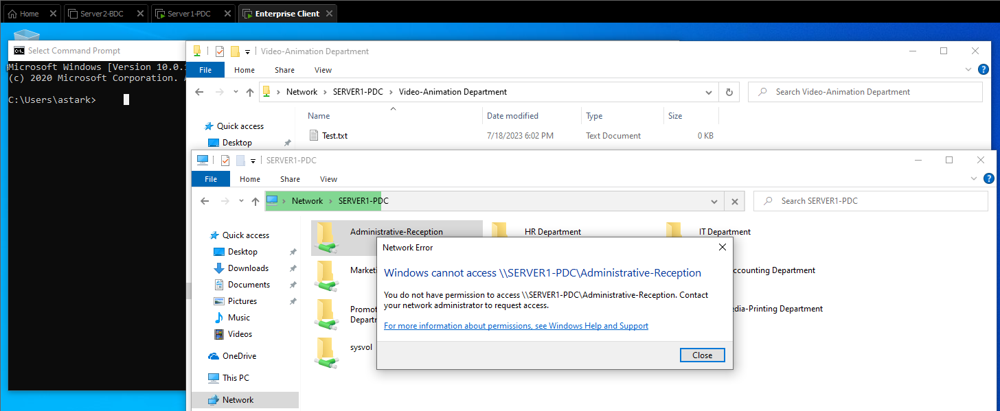 Home
Server2-BDC
Server1-PDC
Enterprise Client
Select Command Prompt
Microsoft Windows [Version 10.0.
(c) 2020 Microsoft Corporation.
C:\Users\astark>
Video-Animation Department
File
Home
Share
View
Network
SERVER1-PDC
Video-Animation Department
Search Video-Animation Department
Name
Date modified
Type
Size
Quick access
Test.txt
7/18/2023 6:02 PM
Text Document
0 KB
Desktop
SERVER1-PDC
File
Home
Share
View
Network
SERVER1-PDC
Search SERVER1-PDC
Quick access
Desktop
Downloads
Documents
Pictures
Music
Videos
OneDrive
This PC
Network
Administrative-Reception
HR Department
IT Department
Marketi
ccounting Department
Promot
Departr
edia-Printing Department
sysvol
Network Error
Windows cannot access \\SERVER1-PDC\Administrative-Reception
You do not have permission to access \\SERVER1-PDC\Administrative-Reception. Contact
your network administrator to request access.
For more information about permissions, see Windows Help and Support
Close